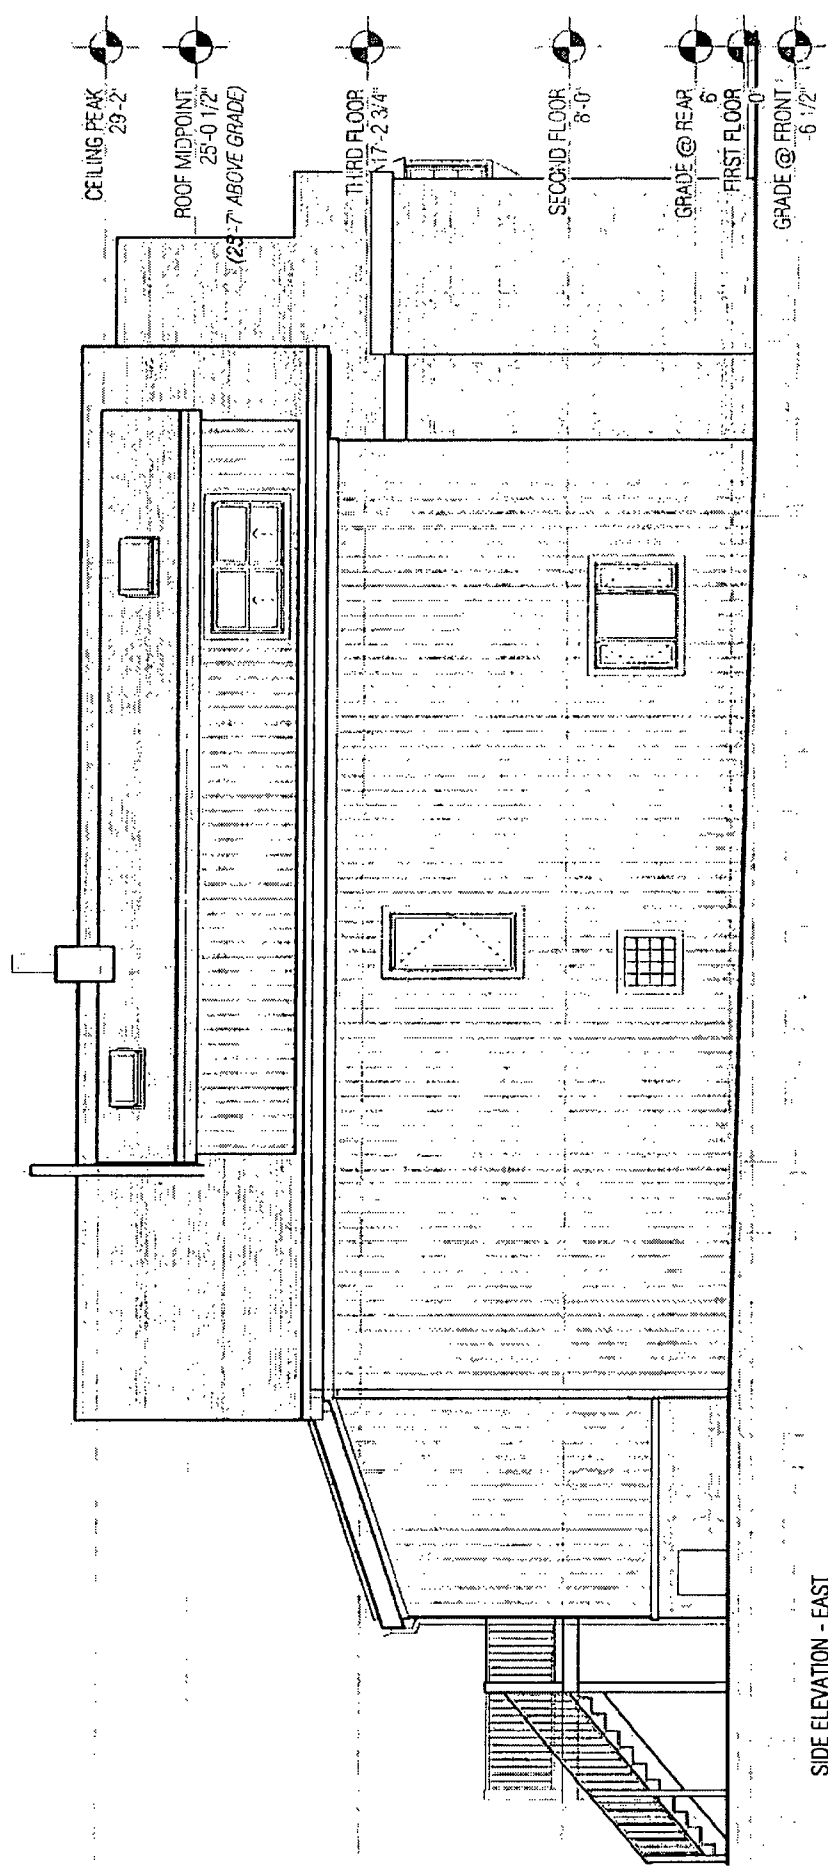 CEILING PEAK
29'-2"
ROOF MIDPOINT
25'-0 1/2"
(25'-7" ABOVE GRADE)
THIRD FLOOR
17'-2 3/4"
SECOND FLOOR
8'-0"
GRADE @ REAR
6"
FIRST FLOOR
0"
GRADE @ FRONT
-6 1/2"
SIDE ELEVATION - EAST